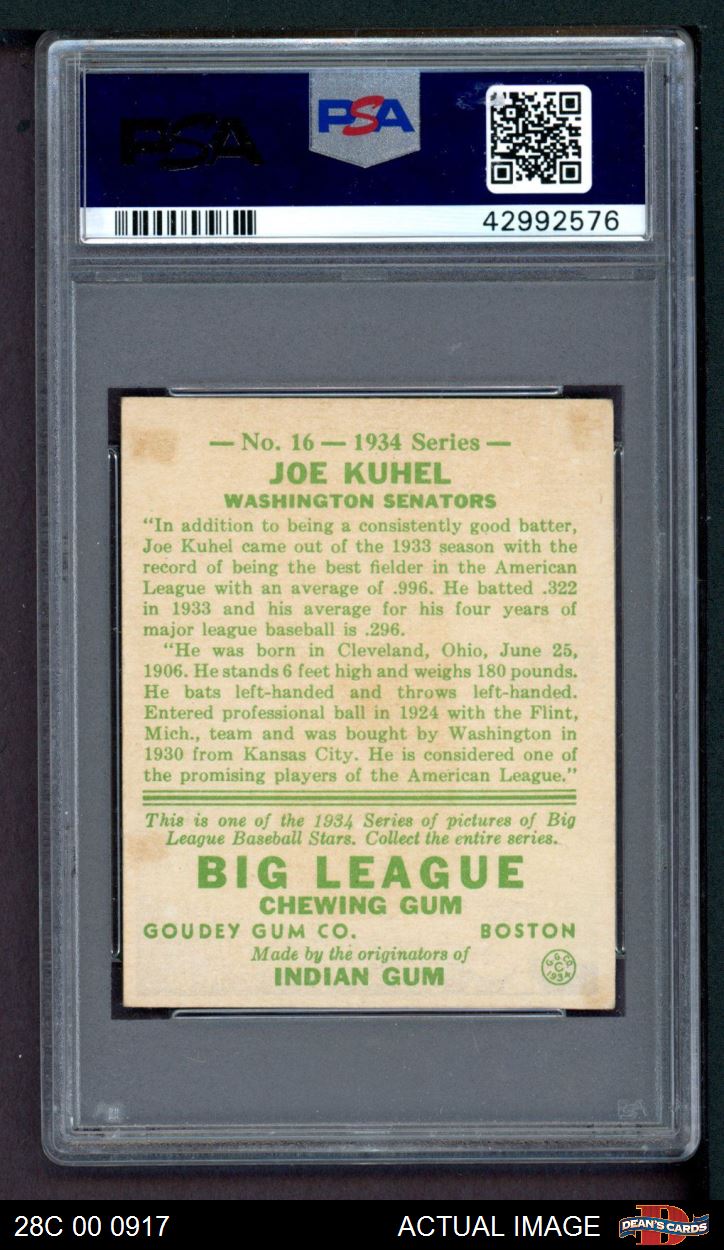 PSA
PSA
42992576
— No. 16 — 1934 Series —
JOE KUHEL
WASHINGTON SENATORS
"In addition to being a consistently good batter,
Joe Kuhel came out of the 1933 season with the
record of being the best fielder in the American
League with an average of .996. He batted .322
in 1933 and his average for his four years of
major league baseball is .296.
"He was born in Cleveland, Ohio, June 25,
1906. He stands 6 feet high and weighs 180 pounds.
He bats left-handed and throws left-handed.
Entered professional ball in 1924 with the Flint,
Mich., team and was bought by Washington in
1930 from Kansas City. He is considered one of
the promising players of the American League."
This is one of the 1934 Series of pictures of Big
League Baseball Stars. Collect the entire series.
BIG LEAGUE
CHEWING GUM
GOUDEY GUM CO. BOSTON
Made by the originators of
INDIAN GUM
G.G.CO.
C
1934
28C 00 0917 ACTUAL IMAGE DEAN'S CARDS